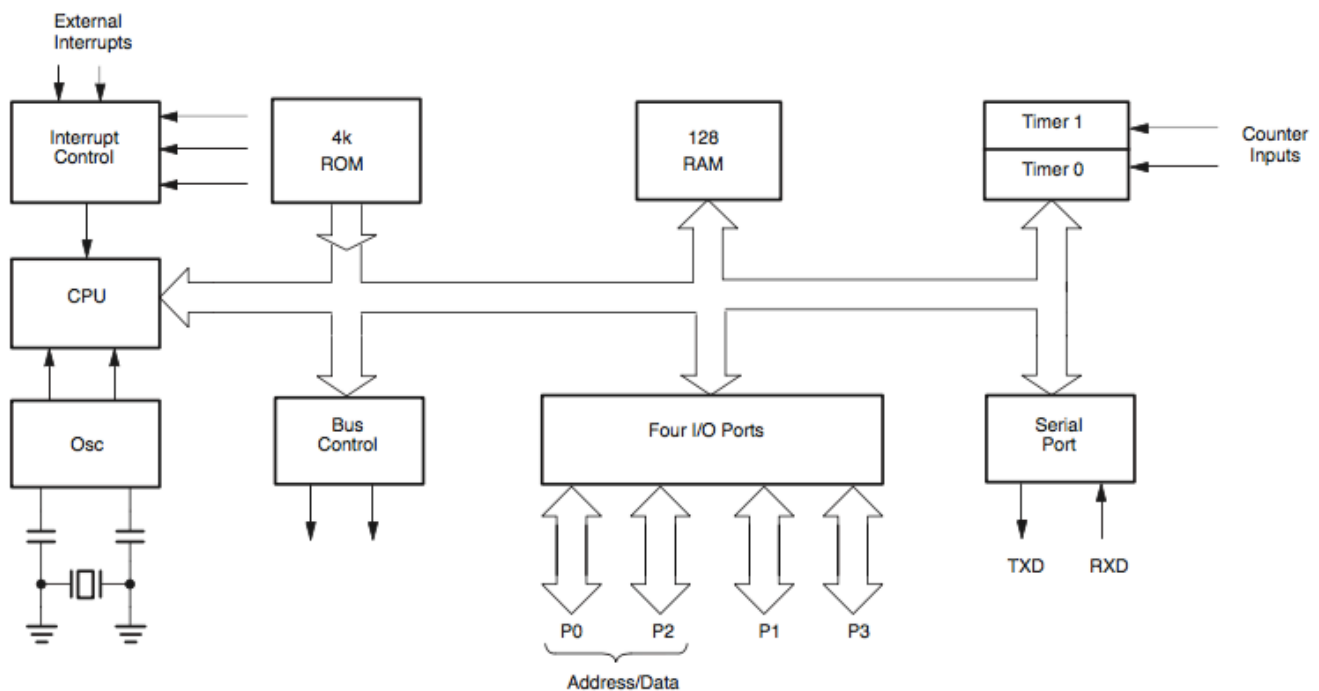 External
Interrupts
Interrupt
Control
4k
ROM
128
RAM
Timer 1
Timer 0
Counter
Inputs
CPU
Osc
Bus
Control
Four I/O Ports
Serial
Port
TXD
RXD
P0
P2
P1
P3
Address/Data